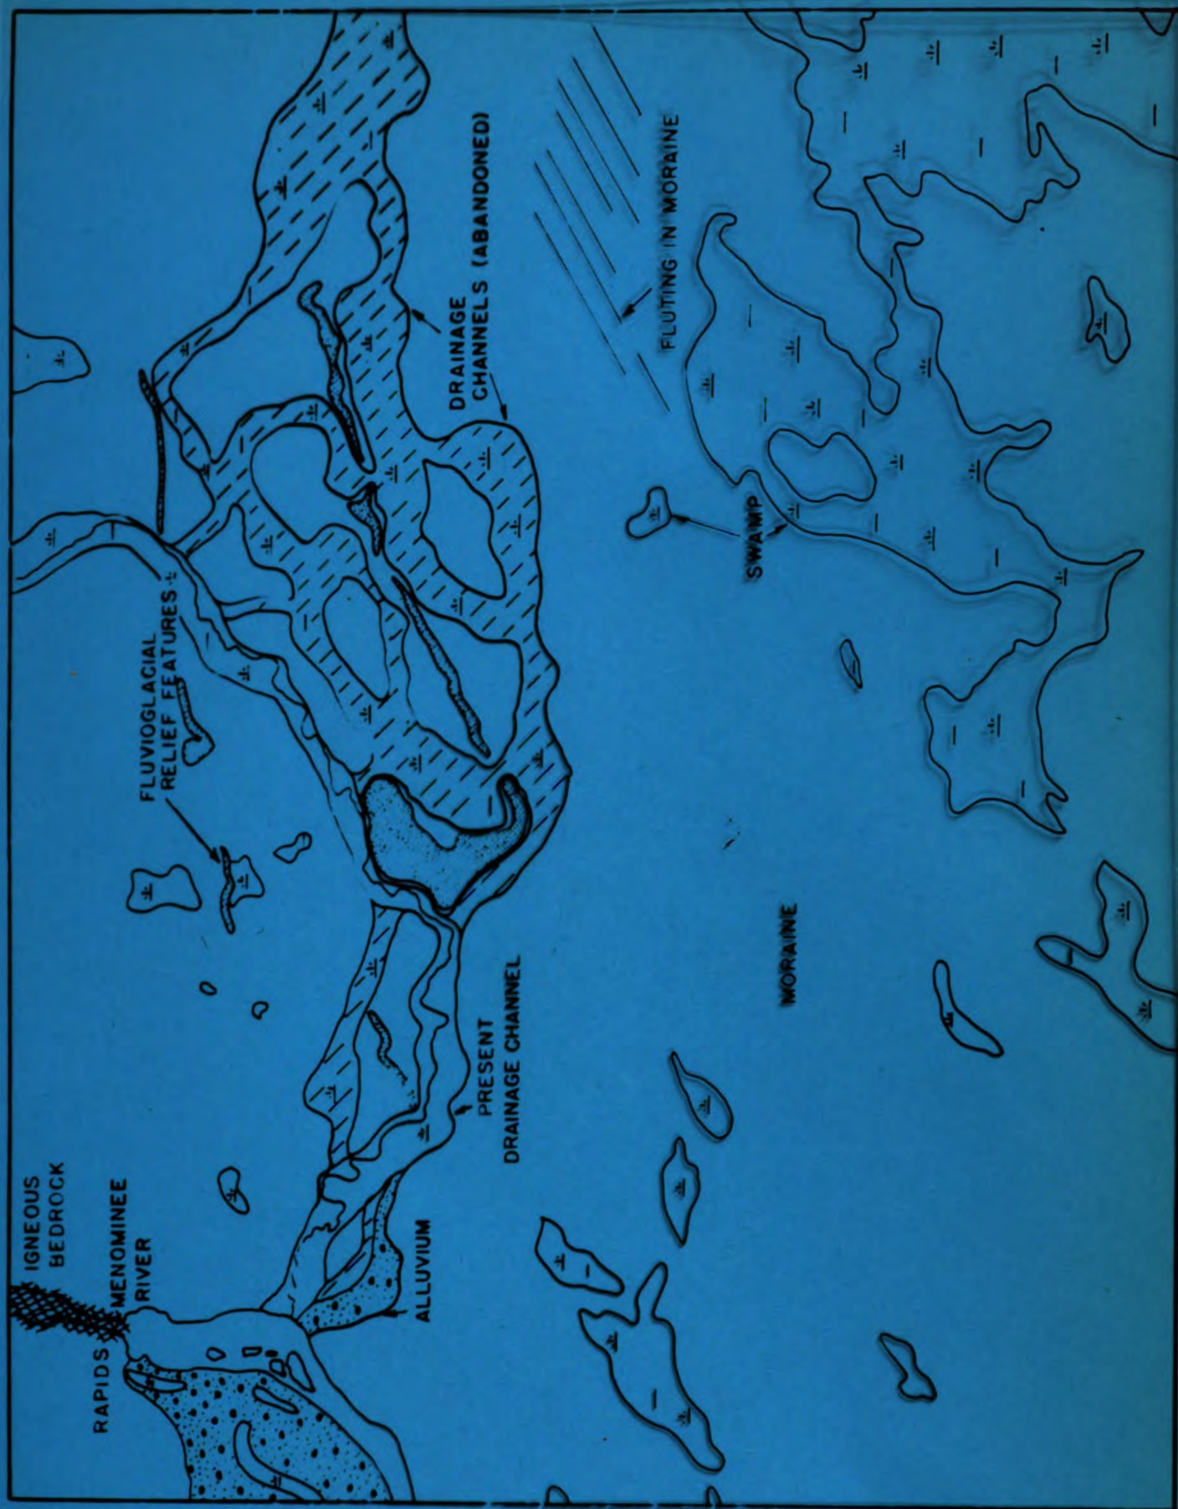 IGNEOUS
BEDROCK
RAPIDS
MENOMINEE
RIVER
FLUVIOGLACIAL
RELIEF FEATURES
DRAINAGE
CHANNELS (ABANDONED)
PRESENT
DRAINAGE CHANNEL
ALLUVIUM
FLUTING IN MORAINE
SWAMP
MORAINE